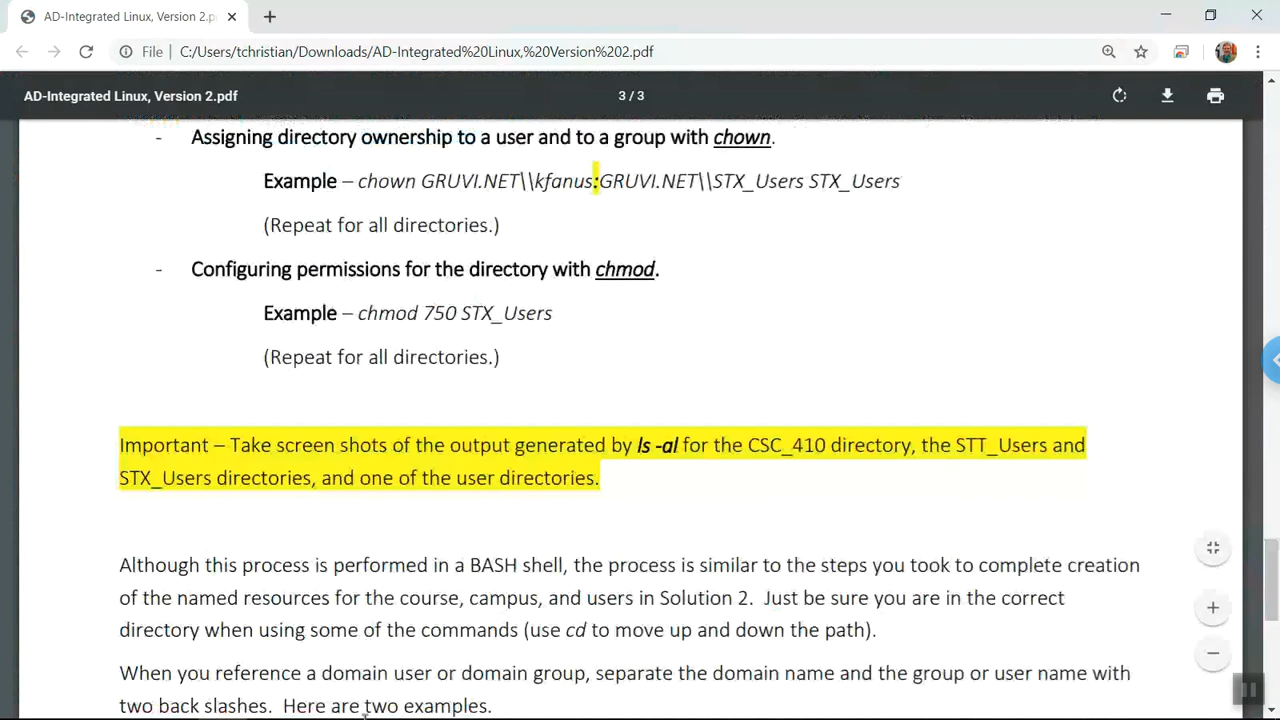 AD-Integrated Linux, Version 2.p
File | C:/Users/tchristian/Downloads/AD-Integrated%20Linux,%20Version%202.pdf
AD-Integrated Linux, Version 2.pdf
3 / 3
- Assigning directory ownership to a user and to a group with chown.
Example – chown GRUVI.NET\\kfanus:GRUVI.NET\\STX_Users STX_Users
(Repeat for all directories.)
- Configuring permissions for the directory with chmod.
Example – chmod 750 STX_Users
(Repeat for all directories.)
Important – Take screen shots of the output generated by ls -al for the CSC_410 directory, the STT_Users and
STX_Users directories, and one of the user directories.
Although this process is performed in a BASH shell, the process is similar to the steps you took to complete creation
of the named resources for the course, campus, and users in Solution 2. Just be sure you are in the correct
directory when using some of the commands (use cd to move up and down the path).
When you reference a domain user or domain group, separate the domain name and the group or user name with
two back slashes. Here are two examples.